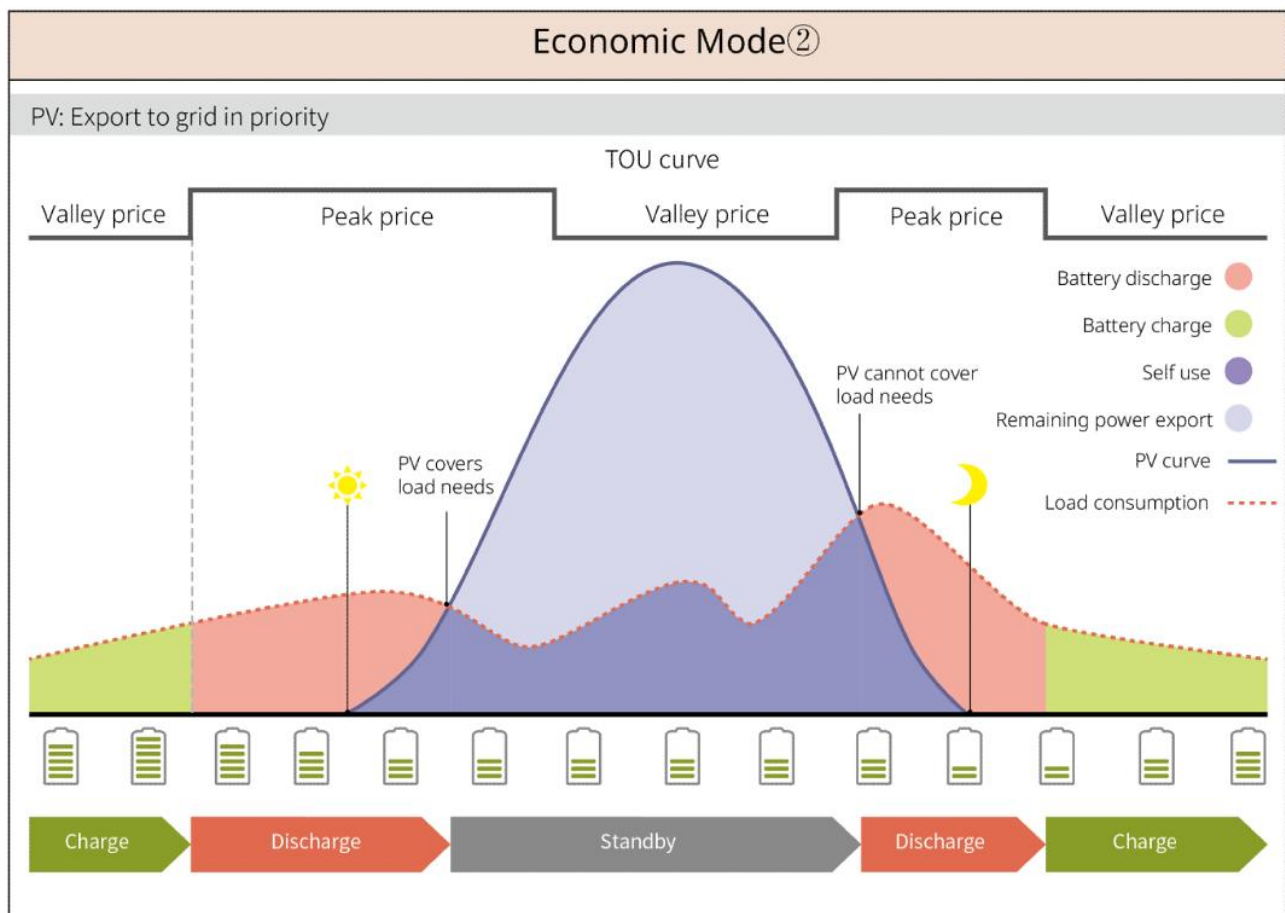 Economic Mode②
PV: Export to grid in priority
TOU curve
Valley price
Peak price
Valley price
Peak price
Valley price
Battery discharge
Battery charge
Self use
Remaining power export
PV curve
Load consumption
PV cannot cover
load needs
PV covers
load needs
Charge
Discharge
Standby
Discharge
Charge